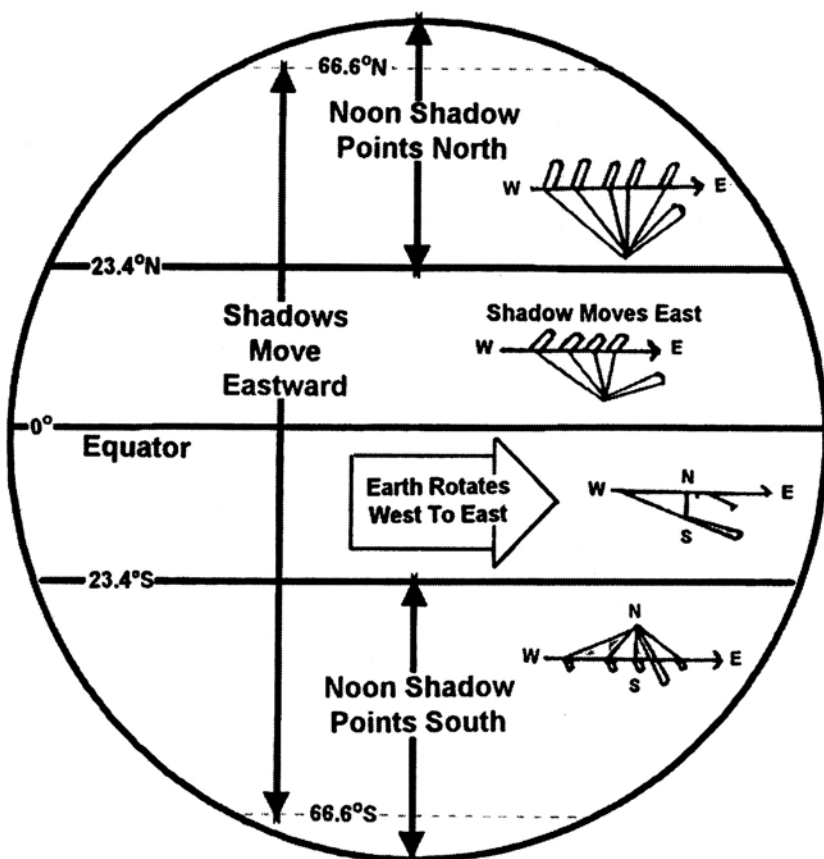 66.6°N
Noon Shadow
Points North
W E
23.4°N
Shadows
Move
Eastward
Shadow Moves East
W E
0°
Equator
Earth Rotates
West To East
N
W E
S
23.4°S
N
W E
S
Noon Shadow
Points South
66.6°S